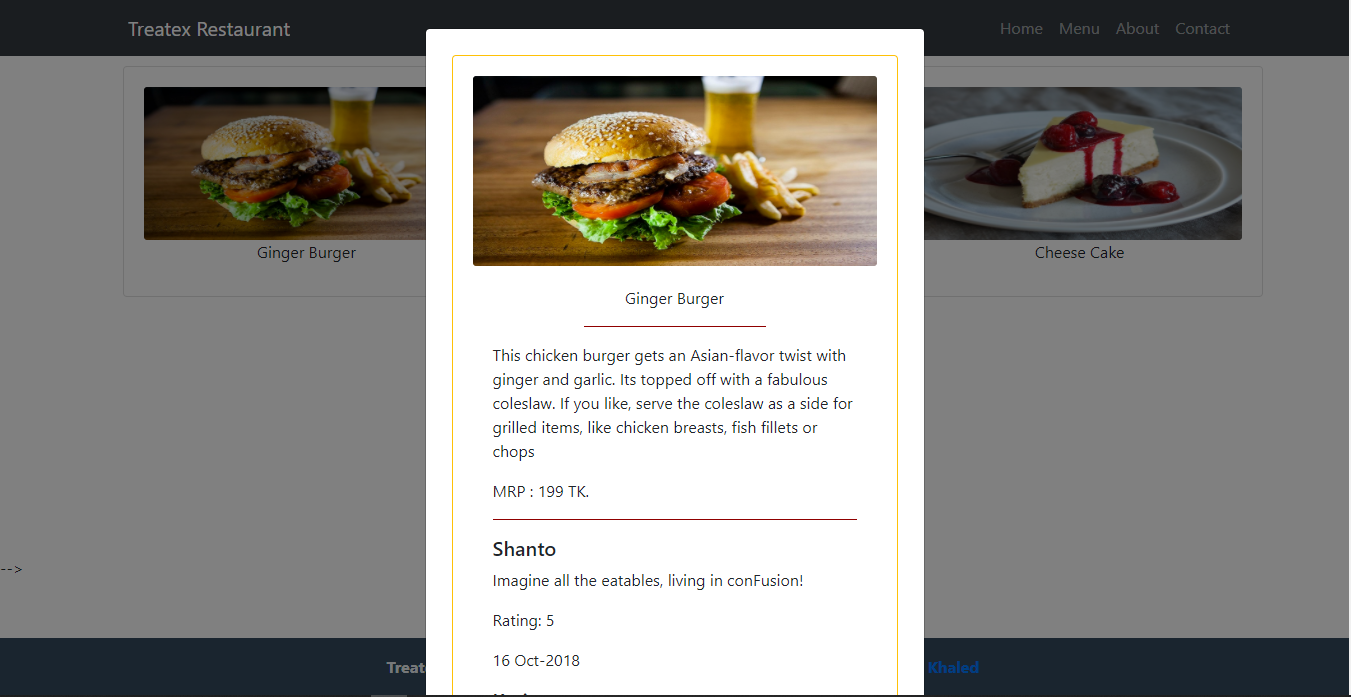 Treatex Restaurant
Home Menu About Contact
Ginger Burger
Cheese Cake
Ginger Burger
This chicken burger gets an Asian-flavor twist with
ginger and garlic. Its topped off with a fabulous
coleslaw. If you like, serve the coleslaw as a side for
grilled items, like chicken breasts, fish fillets or
chops
MRP : 199 TK.
Shanto
Imagine all the eatables, living in conFusion!
Rating: 5
16 Oct-2018
-->
Khaled